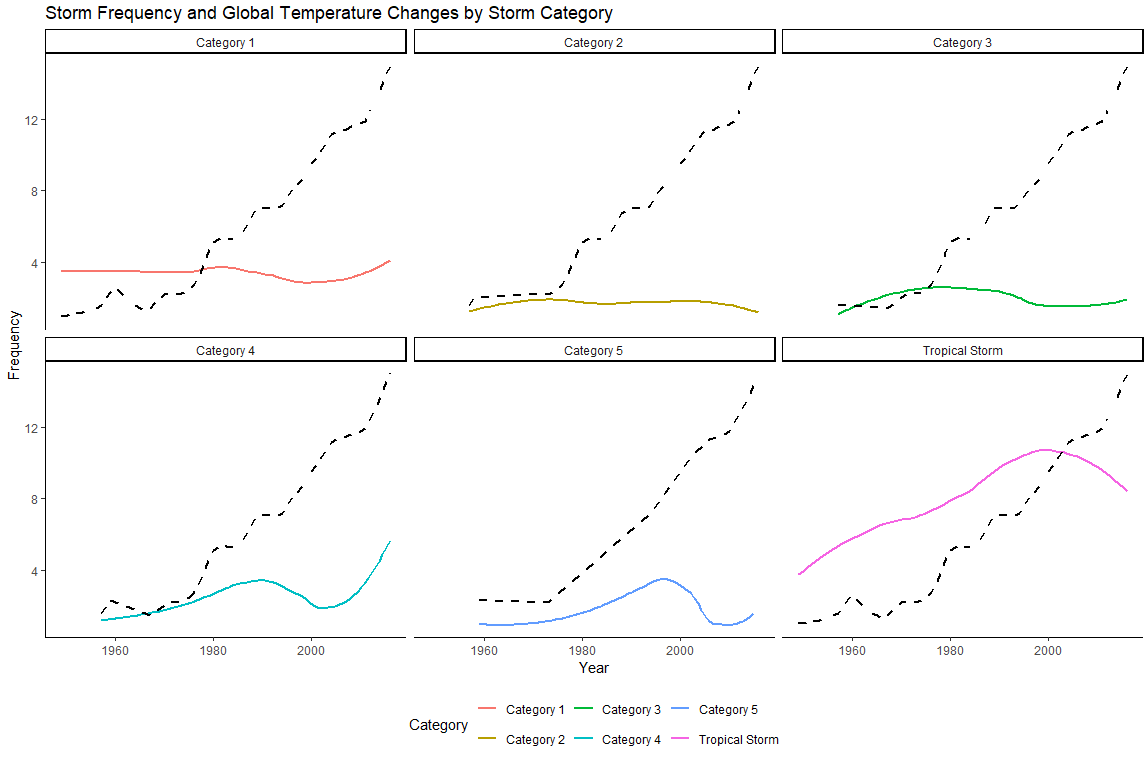 Storm Frequency and Global Temperature Changes by Storm Category
Category 1
Category 2
Category 3
12
8
4
Category 4
Category 5
Tropical Storm
12
8
4
Frequency
1960
1980
2000
1960
1980
2000
1960
1980
2000
Year
Category
Category 1
Category 3
Category 5
Category 2
Category 4
Tropical Storm